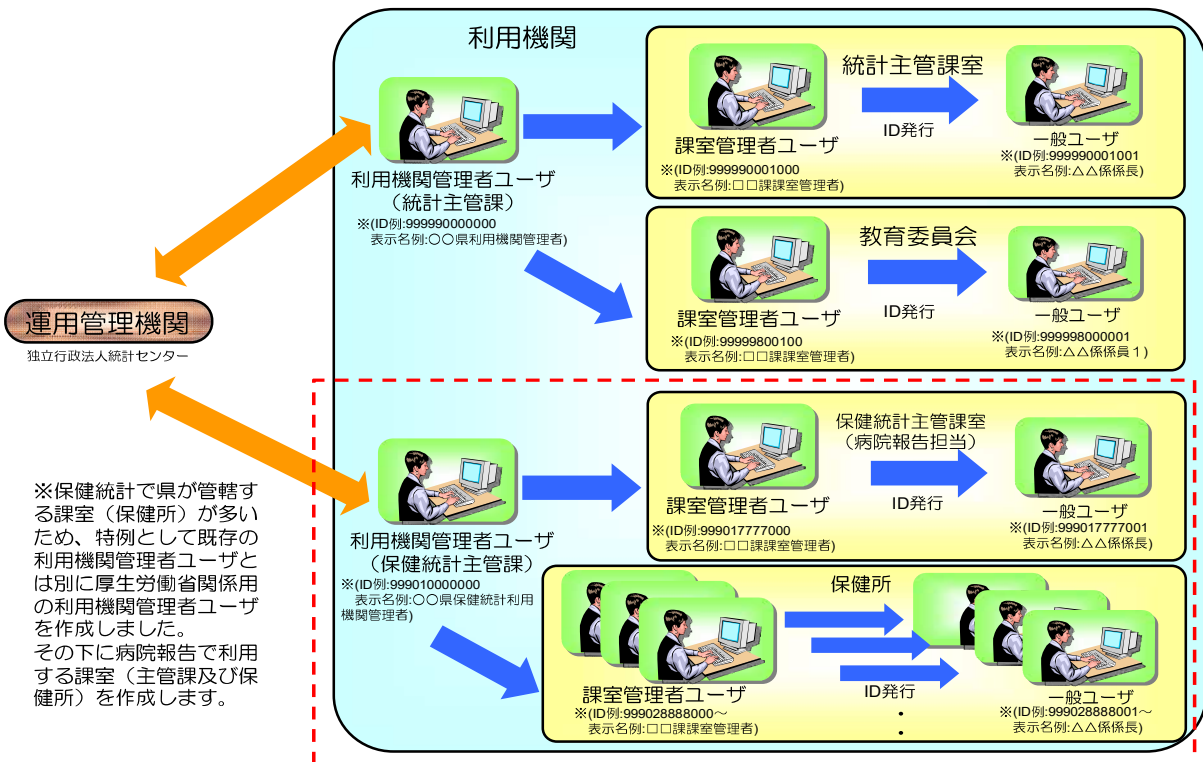 利用機関
統計主管課室
ID発行
課室管理者ユーザ
※(ID例:999990001000
表示名例:□□課課室管理者)
一般ユーザ
※(ID例:999990001001
表示名例:△△係係長)
利用機関管理者ユーザ
（統計主管課）
※(ID例:999990000000
表示名例:〇〇県利用機関管理者)
教育委員会
ID発行
課室管理者ユーザ
※(ID例:99999800100
表示名例:□□課課室管理者)
一般ユーザ
※(ID例:999998000001
表示名例:△△係係員１)
運用管理機関
独立行政法人統計センター
保健統計主管課室
（病院報告担当）
ID発行
課室管理者ユーザ
※(ID例:999017777000
表示名例:□□課課室管理者)
一般ユーザ
※(ID例:999017777001
表示名例:△△係係長)
利用機関管理者ユーザ
（保健統計主管課）
※(ID例:999010000000
表示名例:〇〇県保健統計利用
機関管理者)
保健所
ID発行
課室管理者ユーザ
※(ID例:999028888000～
表示名例:□□課課室管理者)
一般ユーザ
※(ID例:999028888001～
表示名例:△△係係長)
※保健統計で県が管轄す
る課室（保健所）が多い
ため、特例として既存の
利用機関管理者ユーザと
は別に厚生労働省関係用
の利用機関管理者ユーザ
を作成しました。
その下に病院報告で利用
する課室（主管課及び保
健所）を作成します。